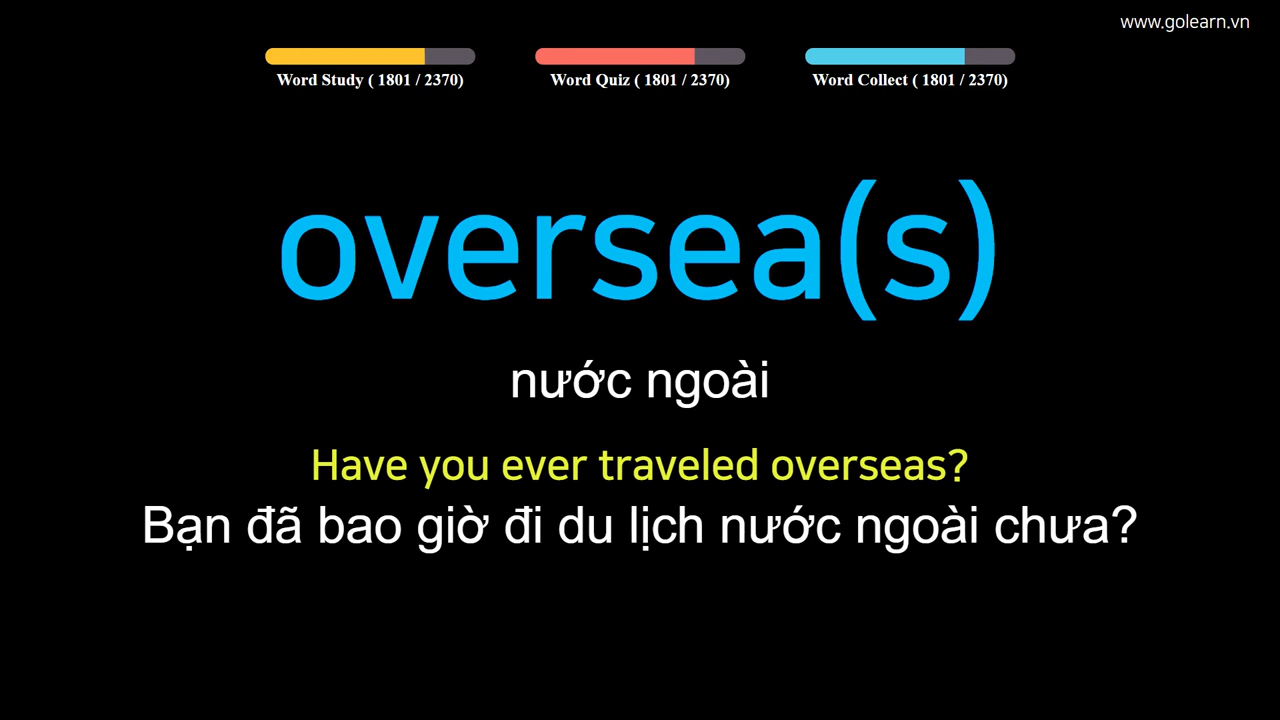 www.golearn.vn
Word Study ( 1801 / 2370)
Word Quiz ( 1801 / 2370)
Word Collect ( 1801 / 2370)
oversea(s)
nước ngoài
Have you ever traveled overseas?
Bạn đã bao giờ đi du lịch nước ngoài chưa?